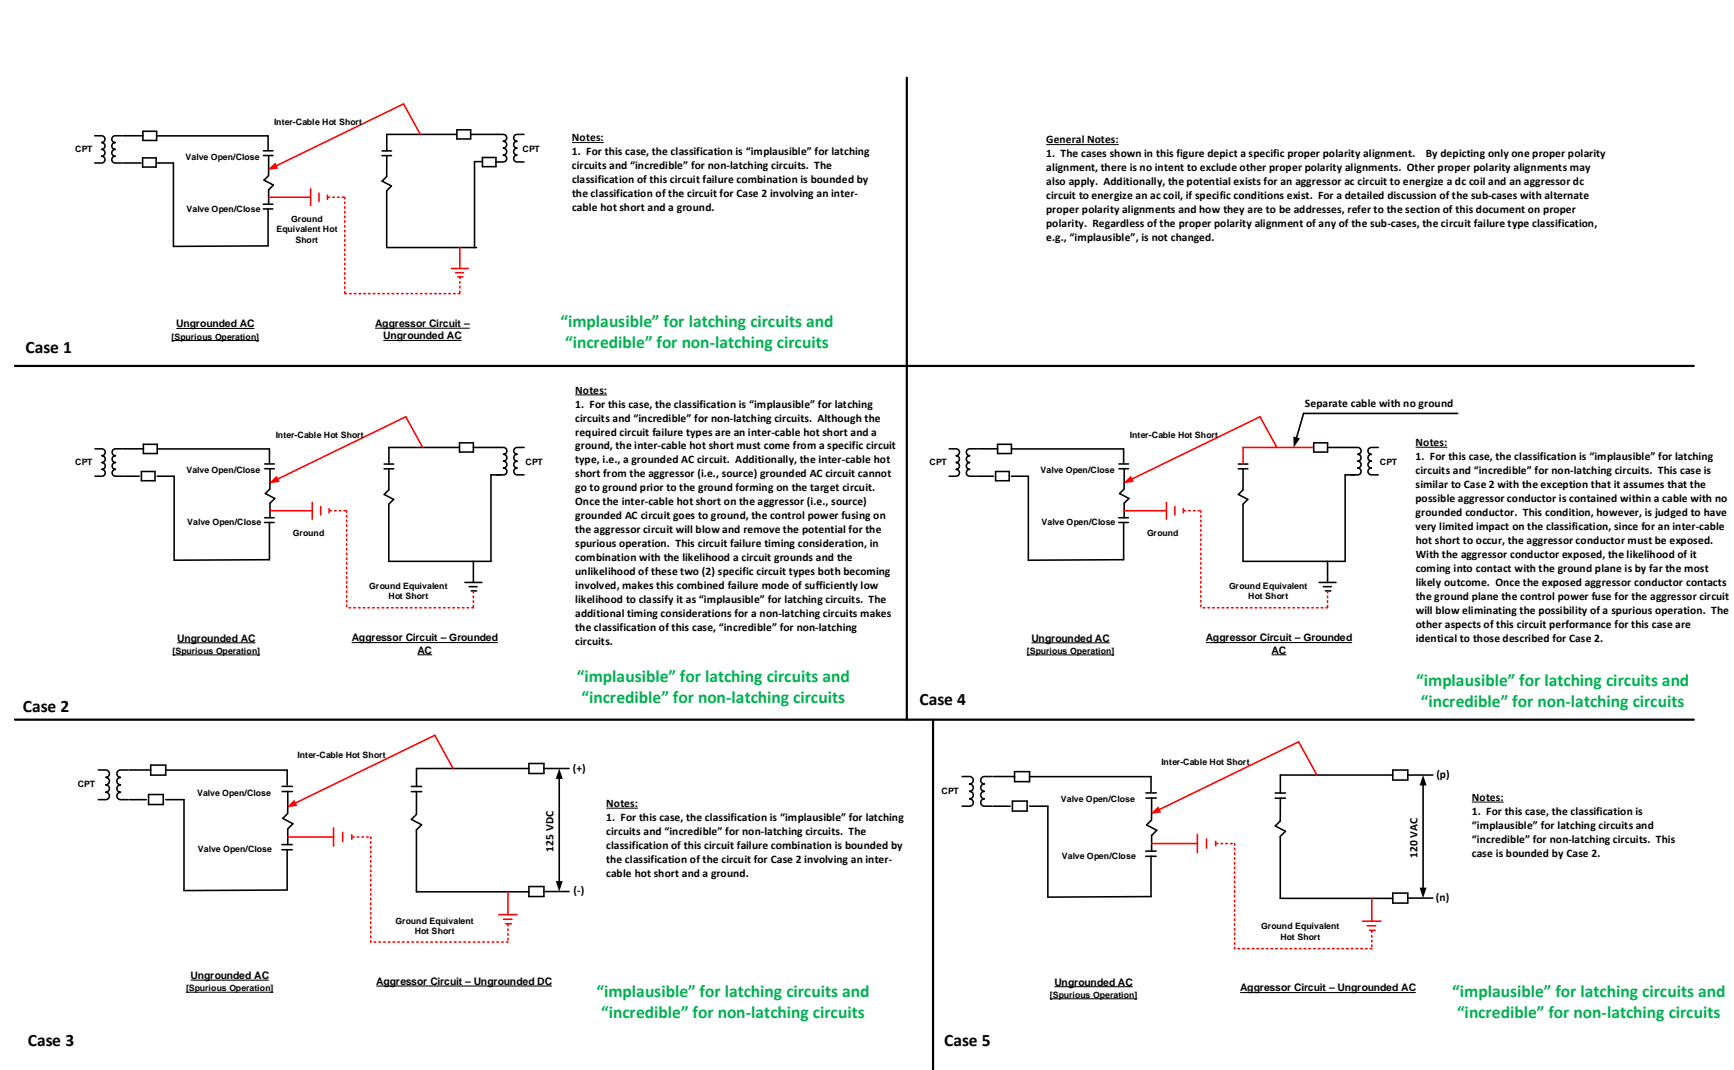 Inter-Cable Hot Short
CPT
Valve Open/Close
Valve Open/Close
Ground
Equivalent Hot
Short
CPT
Notes:
1. For this case, the classification is “implausible” for latching
circuits and “incredible” for non-latching circuits. The
classification of this circuit failure combination is bounded by
the classification of the circuit for Case 2 involving an inter-
cable hot short and a ground.
Ungrounded AC
[Spurious Operation]
Aggressor Circuit –
Ungrounded AC
“implausible” for latching circuits and
“incredible” for non-latching circuits
Case 1
General Notes:
1. The cases shown in this figure depict a specific proper polarity alignment. By depicting only one proper polarity
alignment, there is no intent to exclude other proper polarity alignments. Other proper polarity alignments may
also apply. Additionally, the potential exists for an aggressor ac circuit to energize a dc coil and an aggressor dc
circuit to energize an ac coil, if specific conditions exist. For a detailed discussion of the sub-cases with alternate
proper polarity alignments and how they are to be addresses, refer to the section of this document on proper
polarity. Regardless of the proper polarity alignment of any of the sub-cases, the circuit failure type classification,
e.g., “implausible”, is not changed.
Inter-Cable Hot Short
CPT
Valve Open/Close
Valve Open/Close
Ground
CPT
Ground Equivalent
Hot Short
Notes:
1. For this case, the classification is “implausible” for latching
circuits and “incredible” for non-latching circuits. Although the
required circuit failure types are an inter-cable hot short and a
ground, the inter-cable hot short must come from a specific circuit
type, i.e., a grounded AC circuit. Additionally, the inter-cable hot
short from the aggressor (i.e., source) grounded AC circuit cannot
go to ground prior to the ground forming on the target circuit.
Once the inter-cable hot short on the aggressor (i.e., source)
grounded AC circuit goes to ground, the control power fusing on
the aggressor circuit will blow and remove the potential for the
spurious operation. This circuit failure timing consideration, in
combination with the likelihood a circuit grounds and the
unlikelihood of these two (2) specific circuit types both becoming
involved, makes this combined failure mode of sufficiently low
likelihood to classify it as “implausible” for latching circuits. The
additional timing considerations for a non-latching circuits makes
the classification of this case, “incredible” for non-latching
circuits.
Ungrounded AC
[Spurious Operation]
Aggressor Circuit – Grounded
AC
“implausible” for latching circuits and
“incredible” for non-latching circuits
Case 2
Separate cable with no ground
Inter-Cable Hot Short
CPT
Valve Open/Close
Valve Open/Close
Ground
CPT
Ground Equivalent
Hot Short
Notes:
1. For this case, the classification is “implausible” for latching
circuits and “incredible” for non-latching circuits. This case is
similar to Case 2 with the exception that it assumes that the
possible aggressor conductor is contained within a cable with no
grounded conductor. This condition, however, is judged to have
very limited impact on the classification, since for an inter-cable
hot short to occur, the aggressor conductor must be exposed.
With the aggressor conductor exposed, the likelihood of it
coming into contact with the ground plane is by far the most
likely outcome. Once the exposed aggressor conductor contacts
the ground plane the control power fuse for the aggressor circuit
will blow eliminating the possibility of a spurious operation. The
other aspects of this circuit performance for this case are
identical to those described for Case 2.
Ungrounded AC
[Spurious Operation]
Aggressor Circuit – Grounded
AC
“implausible” for latching circuits and
“incredible” for non-latching circuits
Case 4
Inter-Cable Hot Short
CPT
Valve Open/Close
Valve Open/Close
(+)
125 VDC
(-)
Ground Equivalent
Hot Short
Notes:
1. For this case, the classification is “implausible” for latching
circuits and “incredible” for non-latching circuits. The
classification of this circuit failure combination is bounded by
the classification of the circuit for Case 2 involving an inter-
cable hot short and a ground.
Ungrounded AC
[Spurious Operation]
Aggressor Circuit – Ungrounded DC
“implausible” for latching circuits and
“incredible” for non-latching circuits
Case 3
Inter-Cable Hot Short
CPT
Valve Open/Close
Valve Open/Close
(p)
120 VAC
(n)
Ground Equivalent
Hot Short
Notes:
1. For this case, the classification is
“implausible” for latching circuits and
“incredible” for non-latching circuits. This
case is bounded by Case 2.
Ungrounded AC
[Spurious Operation]
Aggressor Circuit – Ungrounded AC
“implausible” for latching circuits and
“incredible” for non-latching circuits
Case 5